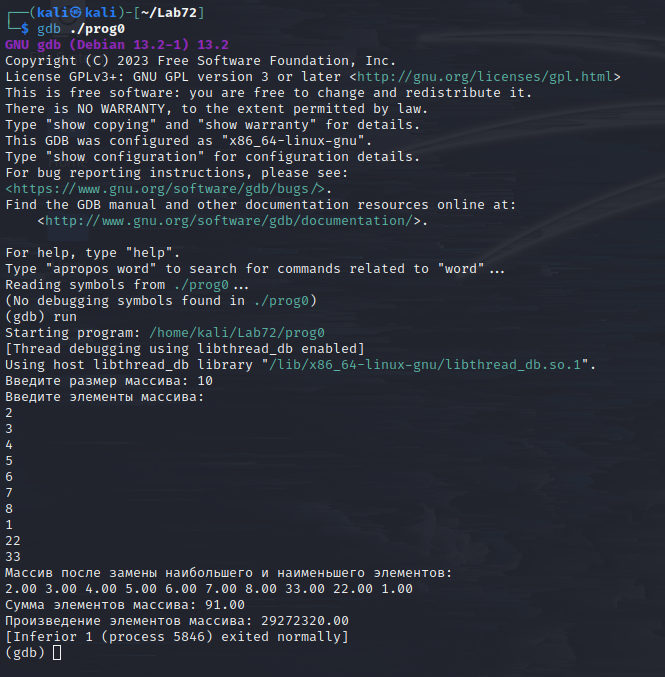 ┌──(kali㉿kali)-[~/Lab72]
└─$ gdb ./prog0
GNU gdb (Debian 13.2-1) 13.2
Copyright (C) 2023 Free Software Foundation, Inc.
License GPLv3+: GNU GPL version 3 or later <http://gnu.org/licenses/gpl.html>
This is free software: you are free to change and redistribute it.
There is NO WARRANTY, to the extent permitted by law.
Type "show copying" and "show warranty" for details.
This GDB was configured as "x86_64-linux-gnu".
Type "show configuration" for configuration details.
For bug reporting instructions, please see:
<https://www.gnu.org/software/gdb/bugs/>.
Find the GDB manual and other documentation resources online at:
    <http://www.gnu.org/software/gdb/documentation/>.

For help, type "help".
Type "apropos word" to search for commands related to "word"...
Reading symbols from ./prog0...
(No debugging symbols found in ./prog0)
(gdb) run
Starting program: /home/kali/Lab72/prog0
[Thread debugging using libthread_db enabled]
Using host libthread_db library "/lib/x86_64-linux-gnu/libthread_db.so.1".
Введите размер массива: 10
Введите элементы массива:
2
3
4
5
6
7
8
1
22
33
Массив после замены наибольшего и наименьшего элементов:
2.00 3.00 4.00 5.00 6.00 7.00 8.00 33.00 22.00 1.00
Сумма элементов массива: 91.00
Произведение элементов массива: 29272320.00
[Inferior 1 (process 5846) exited normally]
(gdb)